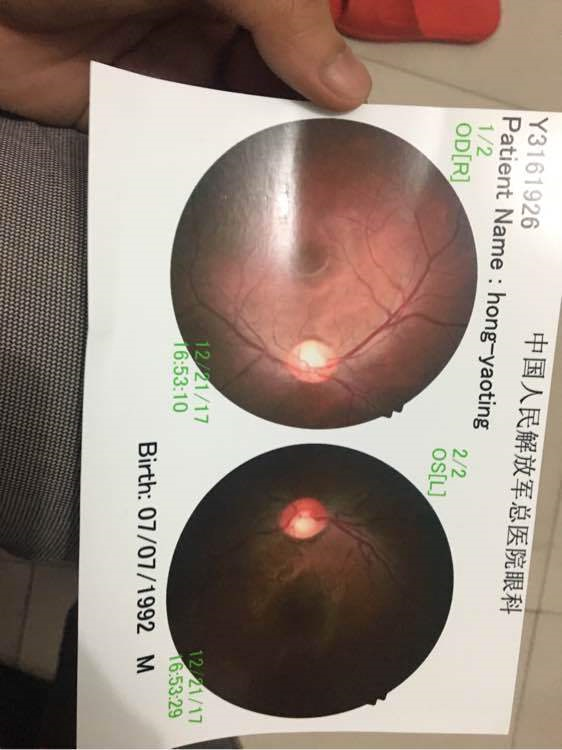 中国人民解放军总医院眼科
Y3161926
Patient Name : hong-yaoting
1/2
OD[R]
12/21/17
16:53:10
2/2
OS[L]
12/21/17
16:53:29
Birth: 07/07/1992 M